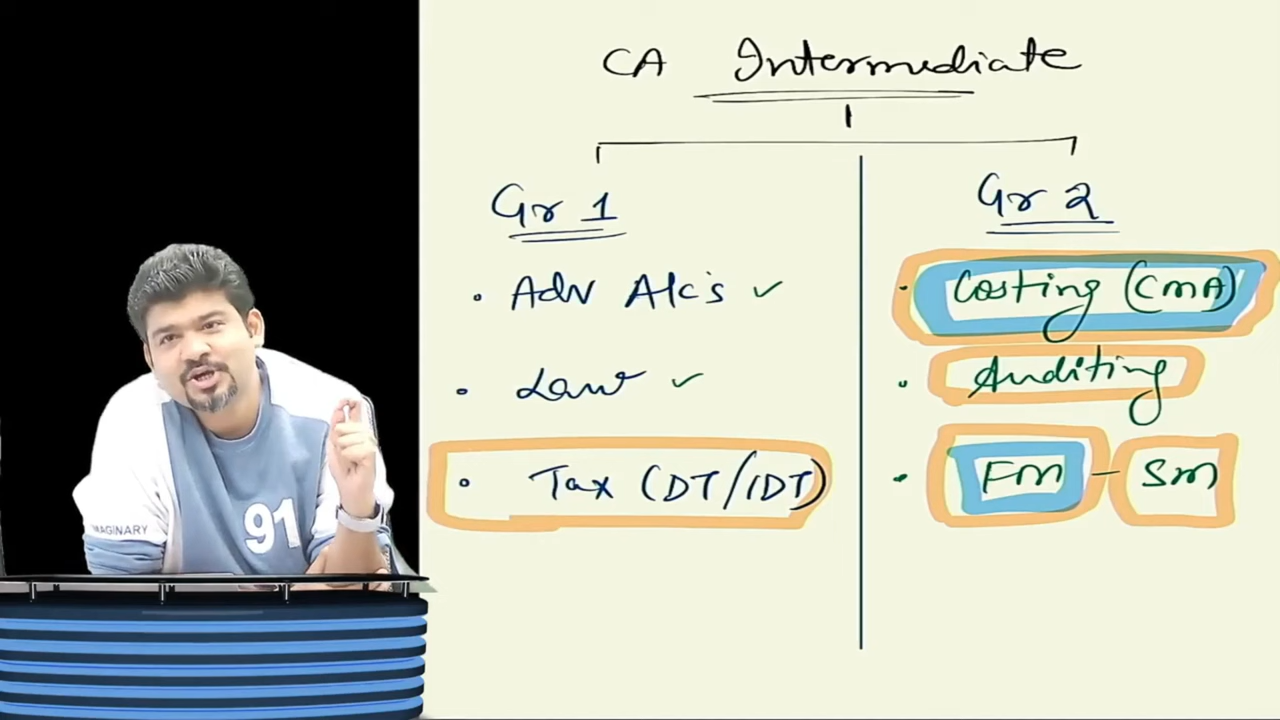 CA Intermediate
Gr 1
• Adv A/c's ✓
• Law ✓
• Tax (DT/IDT)
Gr 2
• Costing (CMA)
• Auditing
• FM - SM
IMAGINARY
91